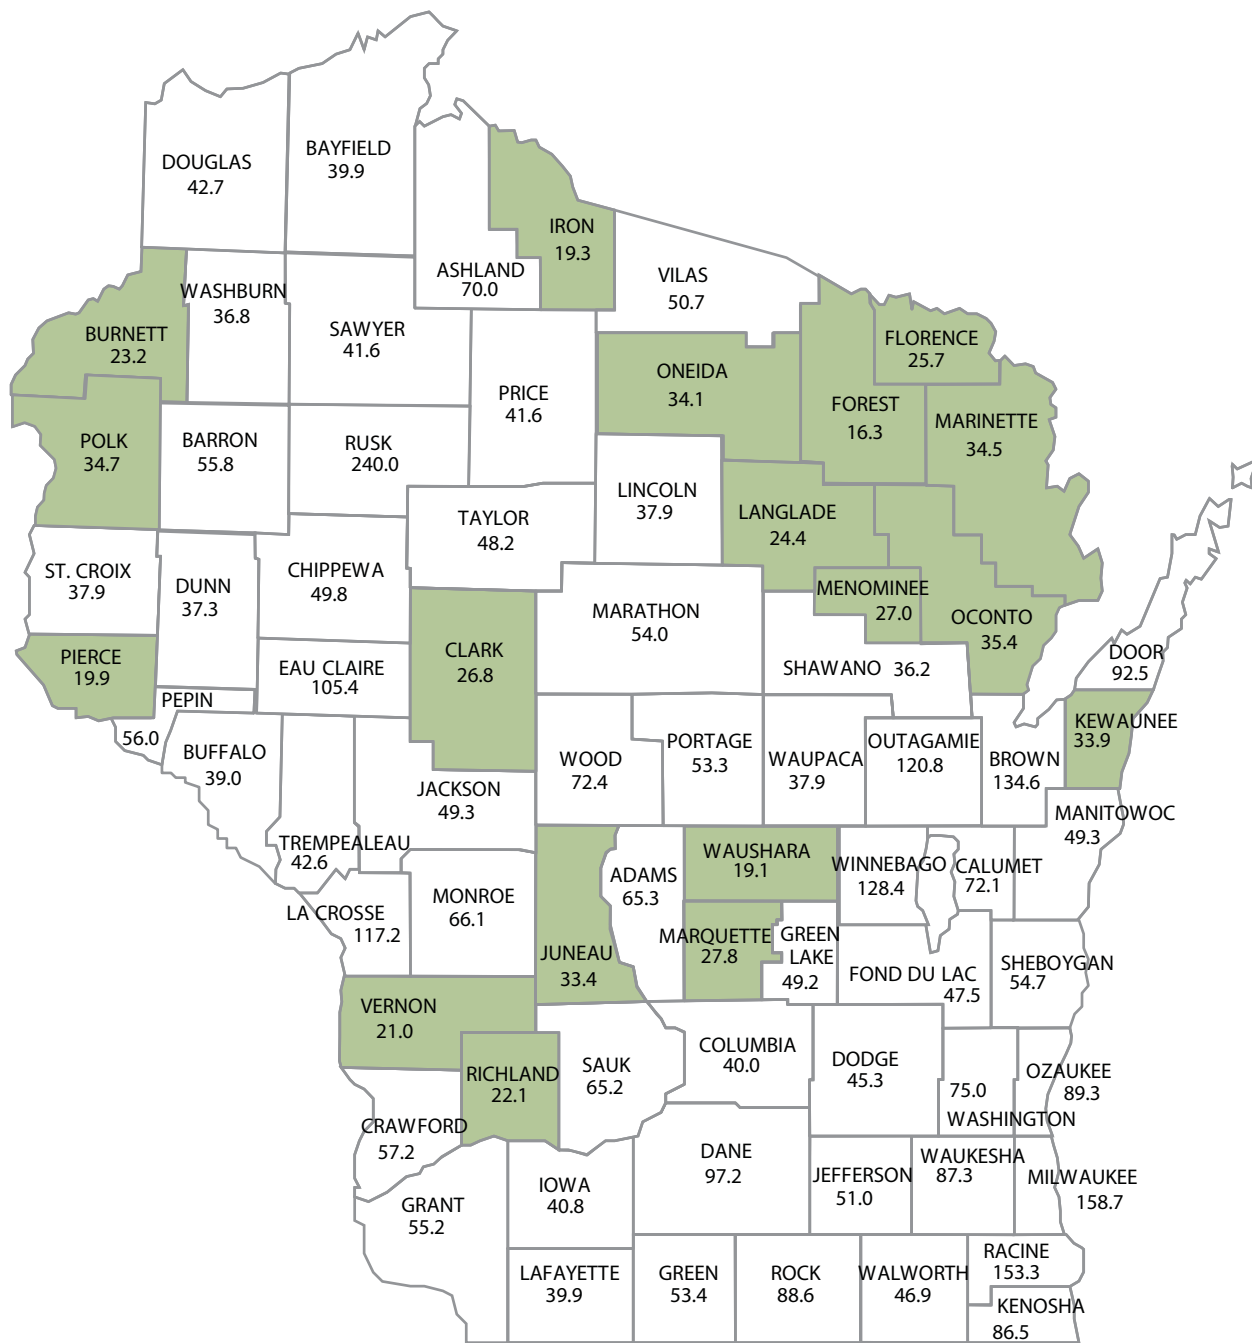 BAYFIELD
39.9
DOUGLAS
42.7
IRON
19.3
ASHLAND
70.0
VILAS
50.7
WASHBURN
36.8
BURNETT
23.2
SAWYER
41.6
FLORENCE
25.7
ONEIDA
34.1
PRICE
41.6
FOREST
16.3
MARINETTE
34.5
POLK
34.7
BARRON
55.8
RUSK
240.0
LINCOLN
37.9
LANGLADE
24.4
TAYLOR
48.2
ST. CROIX
37.9
DUNN
37.3
CHIPPEWA
49.8
MENOMINEE
27.0
MARATHON
54.0
OCONTO
35.4
PIERCE
19.9
CLARK
26.8
EAU CLAIRE
105.4
SHAWANO 36.2
DOOR
92.5
PEPIN
56.0
KEWAUNEE
33.9
BUFFALO
39.0
WOOD
72.4
PORTAGE
53.3
WAUPACA
37.9
OUTAGAMIE
120.8
BROWN
134.6
JACKSON
49.3
MANITOWOC
49.3
TREMPEALEAU
42.6
WAUSHARA
19.1
WINNEBAGO
128.4
CALUMET
72.1
ADAMS
65.3
MONROE
66.1
LA CROSSE
117.2
JUNEAU
33.4
MARQUETTE
27.8
GREEN
LAKE
49.2
FOND DU LAC
47.5
SHEBOYGAN
54.7
VERNON
21.0
COLUMBIA
40.0
DODGE
45.3
OZAUKEE
89.3
RICHLAND
22.1
SAUK
65.2
75.0
WASHINGTON
CRAWFORD
57.2
DANE
97.2
JEFFERSON
51.0
WAUKESHA
87.3
MILWAUKEE
158.7
GRANT
55.2
IOWA
40.8
LAFAYETTE
39.9
GREEN
53.4
ROCK
88.6
WALWORTH
46.9
RACINE
153.3
KENOSHA
86.5